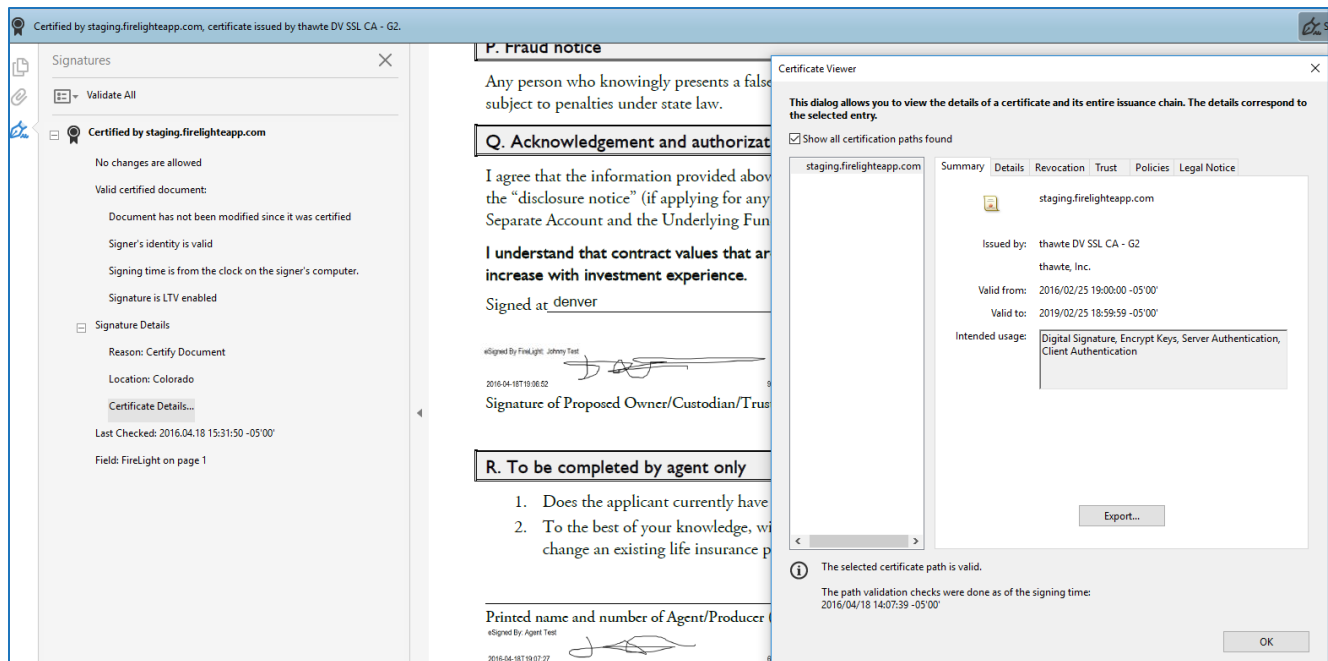 Certified by staging.firelighteapp.com, certificate issued by thawte DV SSL CA - G2.
S
Signatures
Validate All
Certified by staging.firelighteapp.com
No changes are allowed
Valid certified document:
Document has not been modified since it was certified
Signer's identity is valid
Signing time is from the clock on the signer's computer.
Signature is LTV enabled
Signature Details
Reason: Certify Document
Location: Colorado
Certificate Details...
Last Checked: 2016.04.18 15:31:50 -05'00'
Field: FireLight on page 1
P. Fraud notice
Any person who knowingly presents a false
subject to penalties under state law.
Q. Acknowledgement and authorizat
I agree that the information provided abov
the “disclosure notice” (if applying for any
Separate Account and the Underlying Fun
I understand that contract values that ar
increase with investment experience.
Signed at denver
eSigned By FireLight: Johnny Test
2016-04-18T19:06:52
Signature of Proposed Owner/Custodian/Trus
R. To be completed by agent only
1. Does the applicant currently have
2. To the best of your knowledge, wi
change an existing life insurance p
Printed name and number of Agent/Producer (
eSigned By: Agent Test
2016-04-18T19:07:27
Certificate Viewer
This dialog allows you to view the details of a certificate and its entire issuance chain. The details correspond to
the selected entry.
Show all certification paths found
staging.firelighteapp.com
Summary Details Revocation Trust Policies Legal Notice
staging.firelighteapp.com
Issued by: thawte DV SSL CA - G2
thawte, Inc.
Valid from: 2016/02/25 19:00:00 -05'00'
Valid to: 2019/02/25 18:59:59 -05'00'
Intended usage: Digital Signature, Encrypt Keys, Server Authentication,
Client Authentication
Export...
The selected certificate path is valid.
The path validation checks were done as of the signing time:
2016/04/18 14:07:39 -05'00'
OK